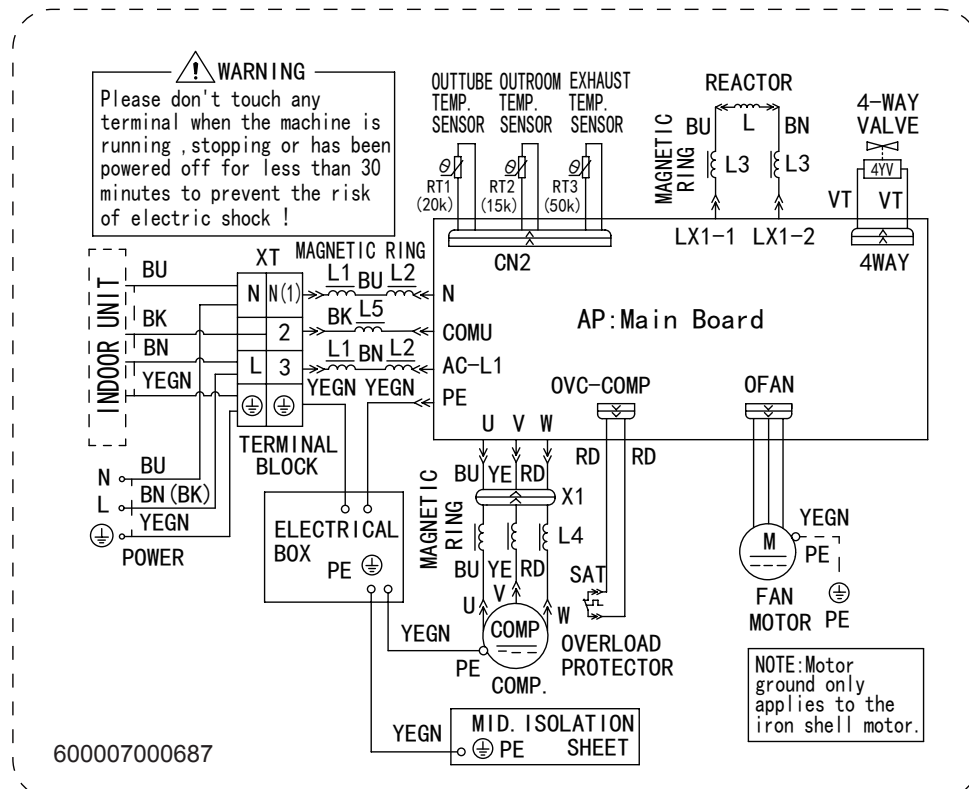 WARNING
Please don't touch any
terminal when the machine is
running ,stopping or has been
powered off for less than 30
minutes to prevent the risk
of electric shock !
OUTTUBE OUTROOM EXHAUST
TEMP. TEMP. TEMP.
SENSOR SENSOR SENSOR
RT1 RT2 RT3
(20k) (15k) (50k)
CN2
REACTOR
L
BU BN
MAGNETIC
RING
L3 L3
LX1-1 LX1-2
4-WAY
VALVE
4YV
VT VT
4WAY
INDOOR UNIT
BU
BK
BN
YEGN
XT
N N(1)
2
L 3
TERMINAL
BLOCK
MAGNETIC RING
L1 BU L2
BK L5
L1 BN L2
YEGN YEGN
N
COMU
AC-L1
PE
AP:Main Board
OVC-COMP
OFAN
U V W
N BU
L BN(BK)
YEGN
POWER
ELECTRICAL
BOX
PE
MAGNETIC
RING
BU YE RD
X1
L4
BU YE RD
U V W
COMP
PE
COMP.
YEGN
RD RD
SAT
OVERLOAD
PROTECTOR
M
YEGN
PE
FAN
MOTOR PE
NOTE:Motor
ground only
applies to the
iron shell motor.
YEGN
MID. ISOLATION
PE SHEET
600007000687